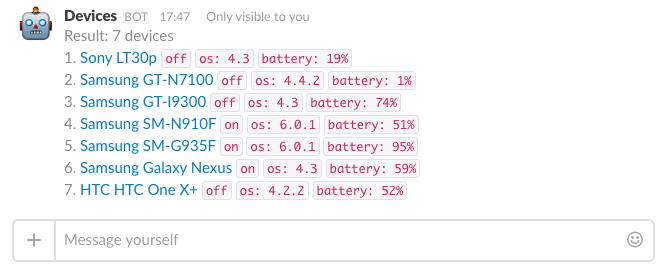 Devices BOT 17:47 Only visible to you
Result: 7 devices
1. Sony LT30p off os: 4.3 battery: 19%
2. Samsung GT-N7100 off os: 4.4.2 battery: 1%
3. Samsung GT-I9300 off os: 4.3 battery: 74%
4. Samsung SM-N910F on os: 6.0.1 battery: 51%
5. Samsung SM-G935F on os: 6.0.1 battery: 95%
6. Samsung Galaxy Nexus on os: 4.3 battery: 59%
7. HTC HTC One X+ off os: 4.2.2 battery: 52%
Message yourself